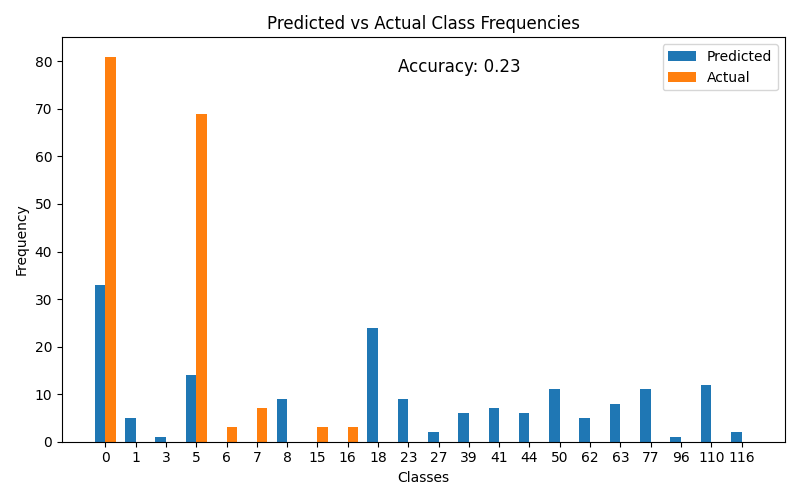 Predicted vs Actual Class Frequencies
Accuracy: 0.23
Predicted
Actual
Frequency
80
70
60
50
40
30
20
10
0
0 1 3 5 6 7 8 15 16 18 23 27 39 41 44 50 62 63 77 96 110 116
Classes